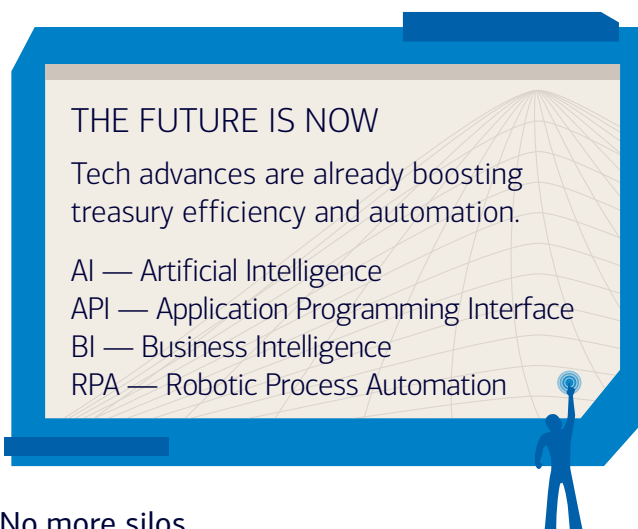 THE FUTURE IS NOW
Tech advances are already boosting
treasury efficiency and automation.
AI — Artificial Intelligence
API — Application Programming Interface
BI — Business Intelligence
RPA — Robotic Process Automation
No more silos